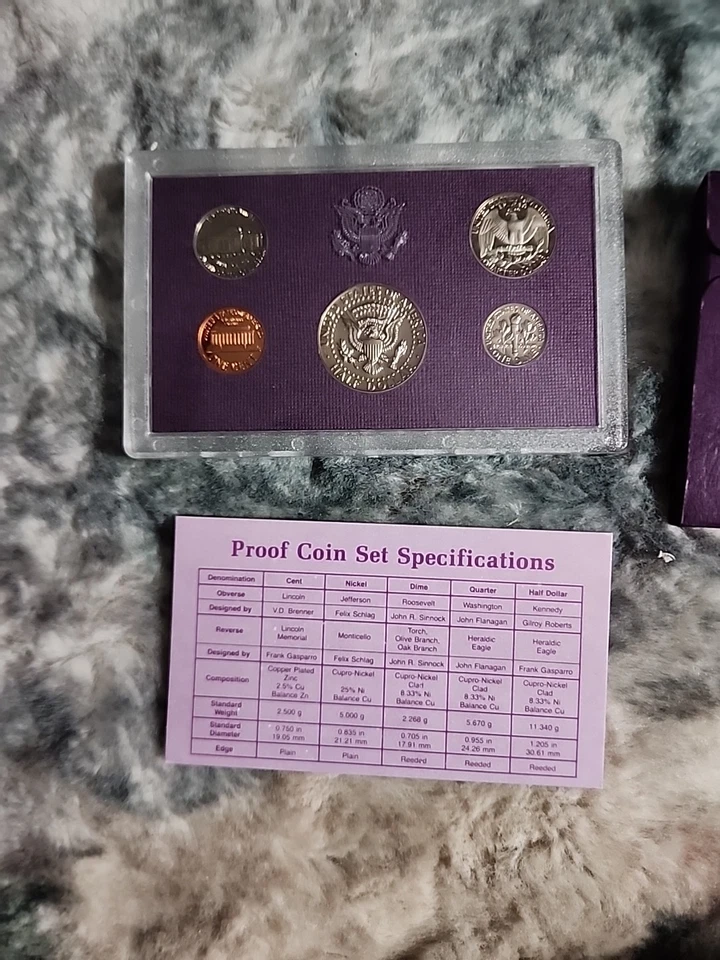 UNITED STATES OF AMERICA
HALF DOLLAR
Proof Coin Set Specifications
Denomination Cent Nickel Dime Quarter Half Dollar
Obverse Lincoln Jefferson Roosevelt Washington Kennedy
Designed by V.D. Brenner Felix Schlag John R. Sinnock John Flanagan Gilroy Roberts
Reverse Lincoln Memorial Monticello Torch, Olive Branch, Oak Branch Heraldic Eagle Heraldic Eagle
Designed by Frank Gasparro Felix Schlag John R. Sinnock John Flanagan Frank Gasparro
Composition Copper Plated Zinc 2.5% Cu Balance Zn Cupro-Nickel 25% Ni Balance Cu Cupro-Nickel Clad 8.33% Ni Balance Cu Cupro-Nickel Clad 8.33% Ni Balance Cu Cupro-Nickel Clad 8.33% Ni Balance Cu
Standard Weight 2.500 g 5.000 g 2.268 g 5.670 g 11.340 g
Standard Diameter 0.750 in 19.05 mm 0.835 in 21.21 mm 0.705 in 17.91 mm 0.955 in 24.26 mm 1.205 in 30.61 mm
Edge Plain Plain Reeded Reeded Reeded